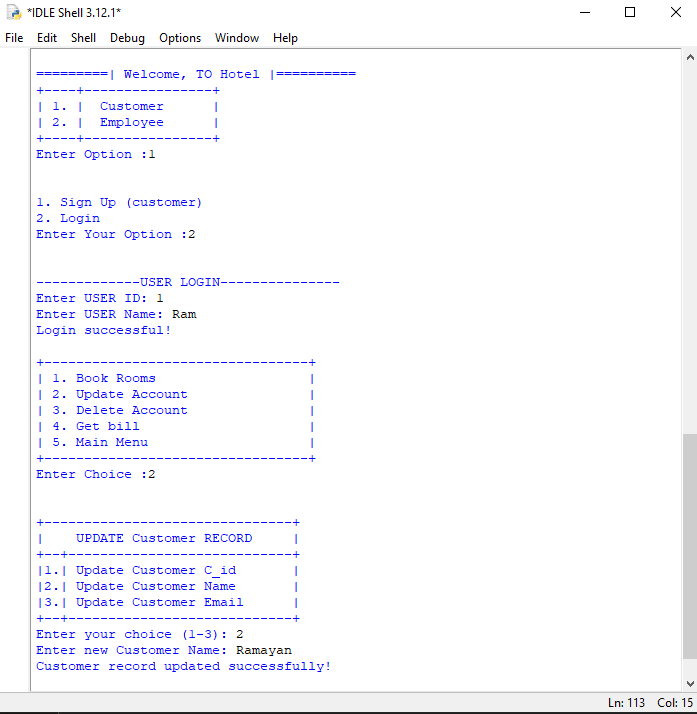 *IDLE Shell 3.12.1*
File Edit Shell Debug Options Window Help
=========| Welcome, TO Hotel |==========
+----+----------------+
| 1. |  Customer      |
| 2. |  Employee      |
+----+----------------+
Enter Option :1
1. Sign Up (customer)
2. Login
Enter Your Option :2
-------------USER LOGIN---------------
Enter USER ID: 1
Enter USER Name: Ram
Login successful!
+---------------------------------+
| 1. Book Rooms                   |
| 2. Update Account               |
| 3. Delete Account               |
| 4. Get bill                     |
| 5. Main Menu                    |
+---------------------------------+
Enter Choice :2
+-------------------------------+
|    UPDATE Customer RECORD     |
+--+----------------------------+
|1.| Update Customer C_id       |
|2.| Update Customer Name       |
|3.| Update Customer Email      |
+--+----------------------------+
Enter your choice (1-3): 2
Enter new Customer Name: Ramayan
Customer record updated successfully!
Ln: 113 Col: 15